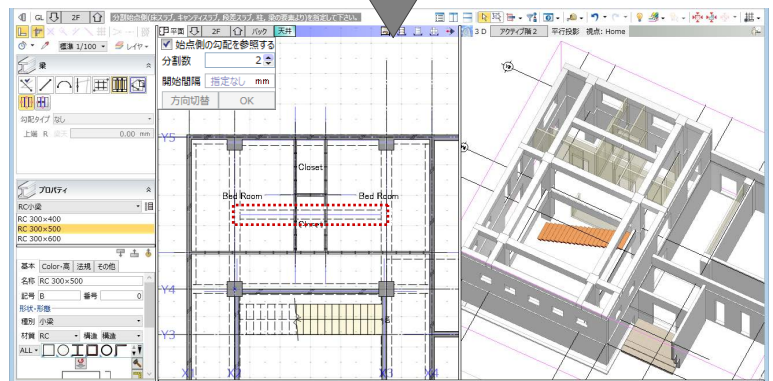 GL
2F
分割始点側(ほ
スラブ、キャンティスラブ、段差スラブ、柱、梁の要素より)を指定して下さい。
標準 1/100
レイヤ
梁
勾配タイプ なし
上端 R 梁天 0.00 mm
プロパティ
RC小梁
RC 300×400
RC 300×500
RC 300×600
基本 Color・高 法規 その他
名称 RC 300×500
記号 B 番号 0
形状・形態
種別 小梁
材質 RC 構造 構造
ALL
平面 2F バック 天井
始点側の勾配を参照する
分割数 2
開始間隔 指定なし mm
方向切替 OK
Y5
Closet
Bed Room Bed Room
Closet
Y4
Y3
X1 X2 X3 X4
3D アクティブ階2 平行投影 視点: Home